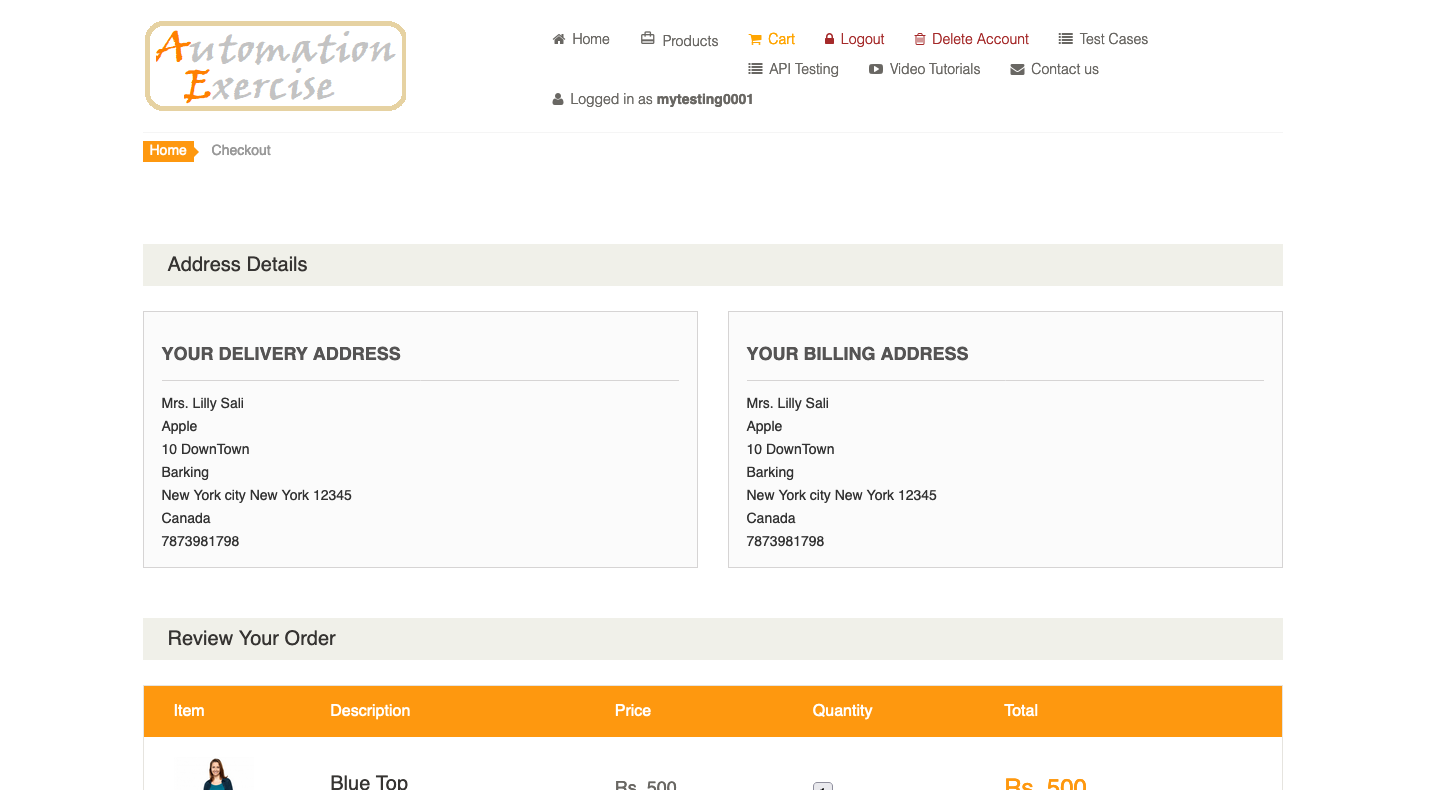 Automation
Exercise
Home Products Cart Logout Delete Account Test Cases
API Testing Video Tutorials Contact us
Logged in as mytesting0001
Home Checkout
Address Details
YOUR DELIVERY ADDRESS
Mrs. Lilly Sali
Apple
10 DownTown
Barking
New York city New York 12345
Canada
7873981798
YOUR BILLING ADDRESS
Mrs. Lilly Sali
Apple
10 DownTown
Barking
New York city New York 12345
Canada
7873981798
Review Your Order
Item Description Price Quantity Total
Blue Top Rs. 500 1 Rs. 500